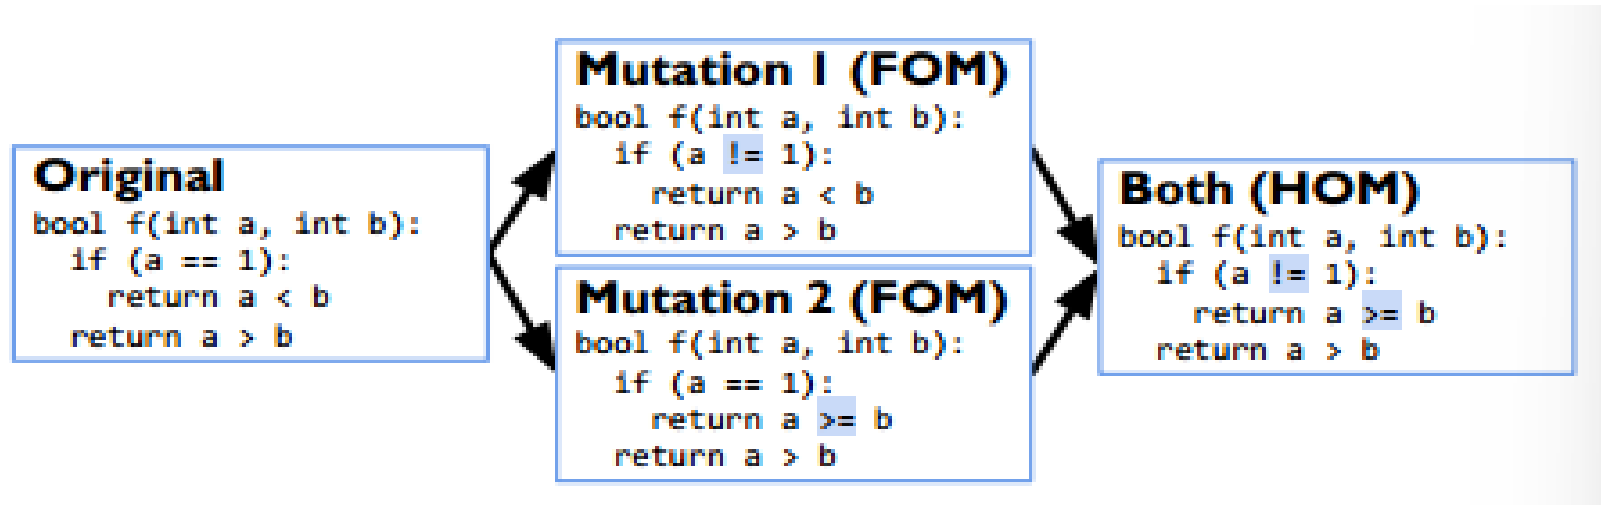 Original
bool f(int a, int b):
if (a == 1):
return a < b
return a > b
Mutation 1 (FOM)
bool f(int a, int b):
if (a != 1):
return a < b
return a > b
Mutation 2 (FOM)
bool f(int a, int b):
if (a == 1):
return a >= b
return a > b
Both (HOM)
bool f(int a, int b):
if (a != 1):
return a >= b
return a > b